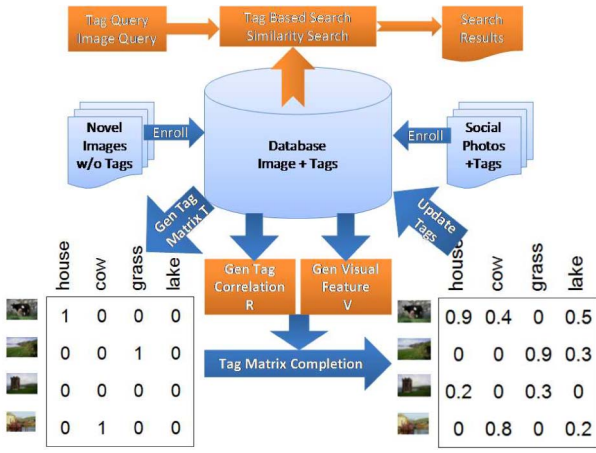 Tag Query
Image Query
Tag Based Search
Similarity Search
Search
Results
Novel
Images
w/o Tags
Enroll
Database
Image + Tags
Enroll
Social
Photos
+Tags
Gen Tag
Matrix T
Update
Tags
Gen Tag
Correlation
R
Gen Visual
Feature
V
Tag Matrix Completion
house cow grass lake
1 0 0 0
0 0 1 0
0 0 0 0
0 1 0 0
house cow grass lake
0.9 0.4 0 0.5
0 0 0.9 0.3
0.2 0 0.3 0
0 0.8 0 0.2